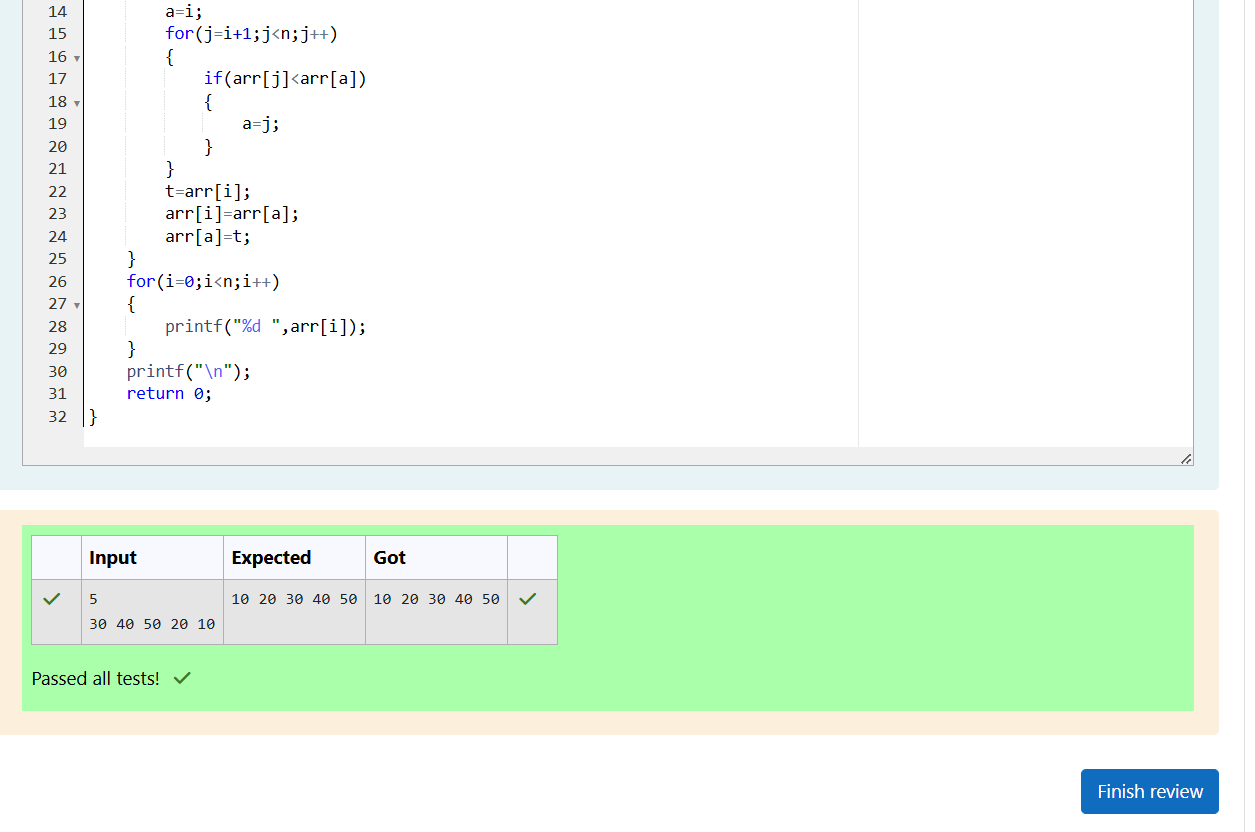 14 a=i;
15 for(j=i+1;j<n;j++)
16 {
17 if(arr[j]<arr[a])
18 {
19 a=j;
20 }
21 }
22 t=arr[i];
23 arr[i]=arr[a];
24 arr[a]=t;
25 }
26 for(i=0;i<n;i++)
27 {
28 printf("%d ",arr[i]);
29 }
30 printf("\n");
31 return 0;
32 }
Input Expected Got
5 10 20 30 40 50 10 20 30 40 50
30 40 50 20 10
Passed all tests!
Finish review